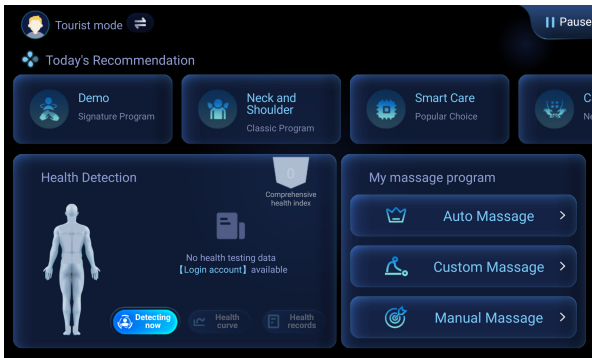 Tourist mode
Pause
Today's Recommendation
Demo
Signature Program
Neck and
Shoulder
Classic Program
Smart Care
Popular Choice
Health Detection
0
Comprehensive
health index
No health testing data
【Login account】available
Detecting
now
Health
curve
Health
records
My massage program
Auto Massage
Custom Massage
Manual Massage